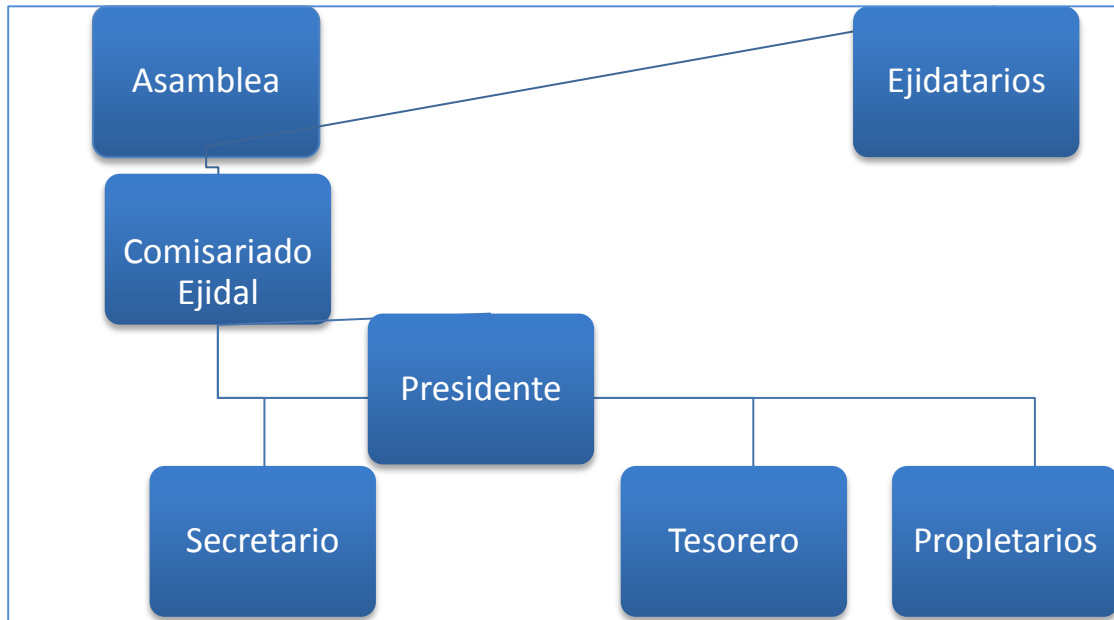 Asamblea
Ejidatarios
Comisariado
Ejidal
Presidente
Secretario
Tesorero
Propletarios